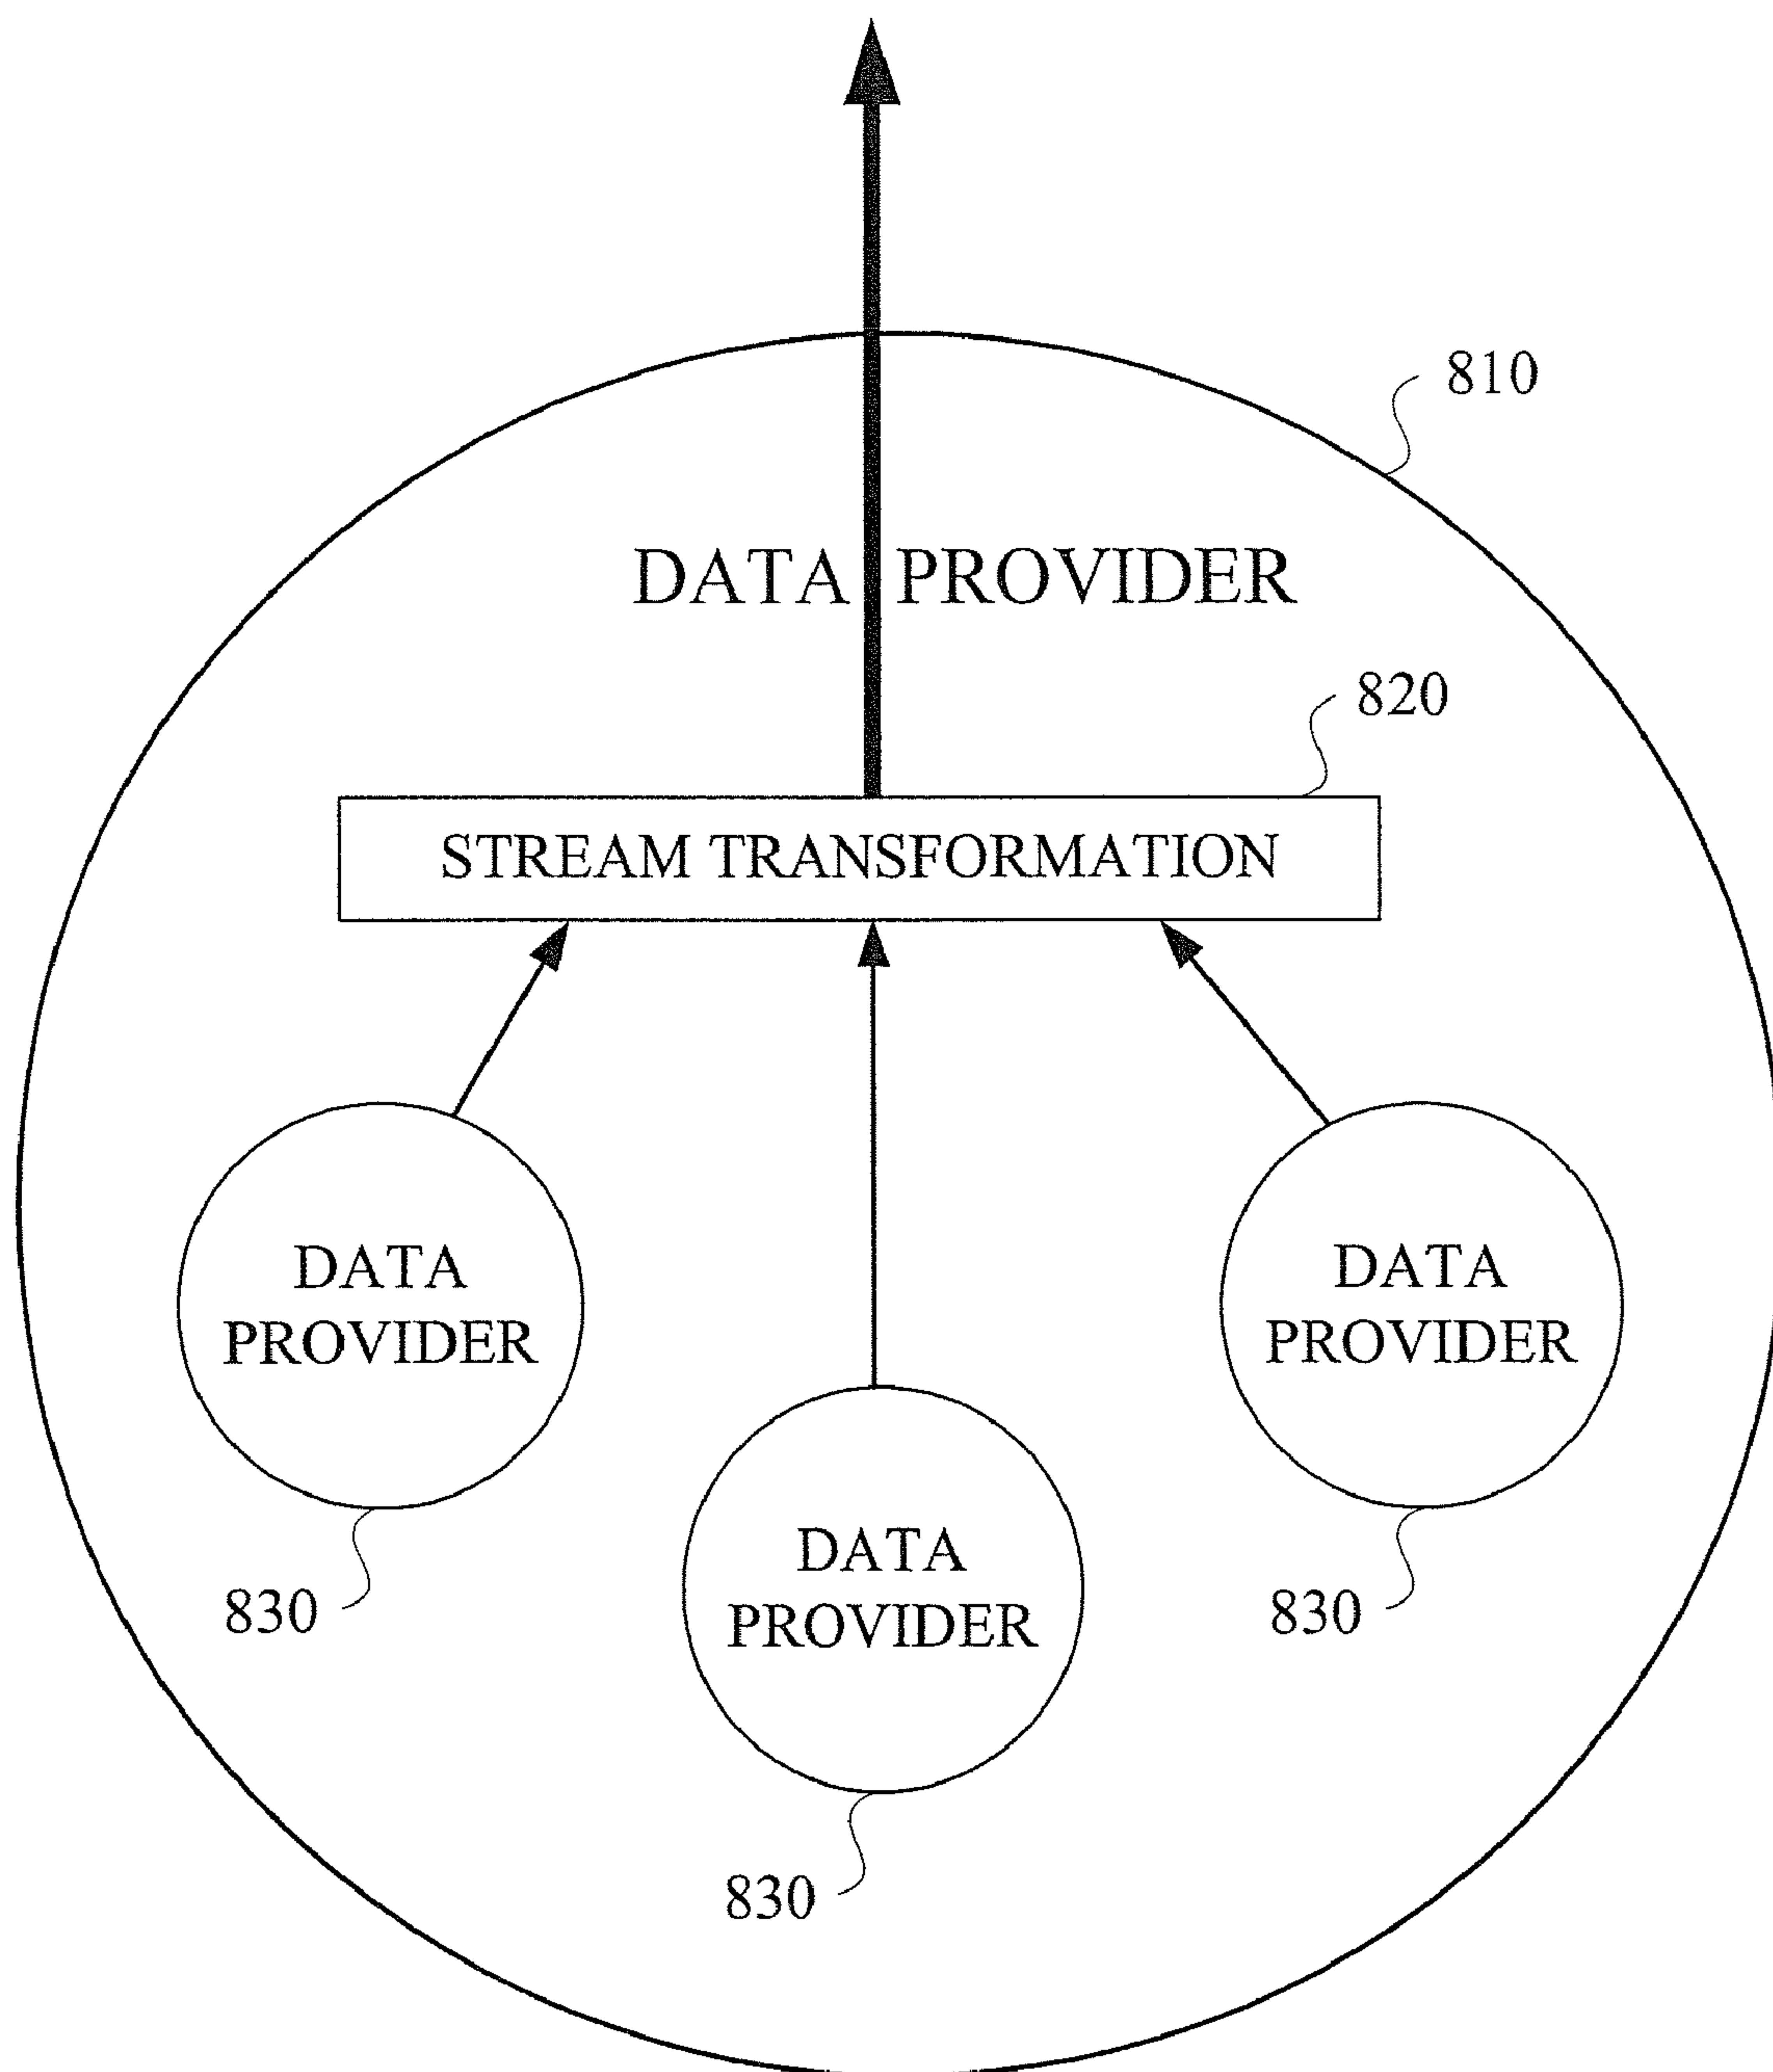 810
DATA PROVIDER
820
STREAM TRANSFORMATION
DATA
PROVIDER
830
DATA
PROVIDER
830
DATA
PROVIDER
830